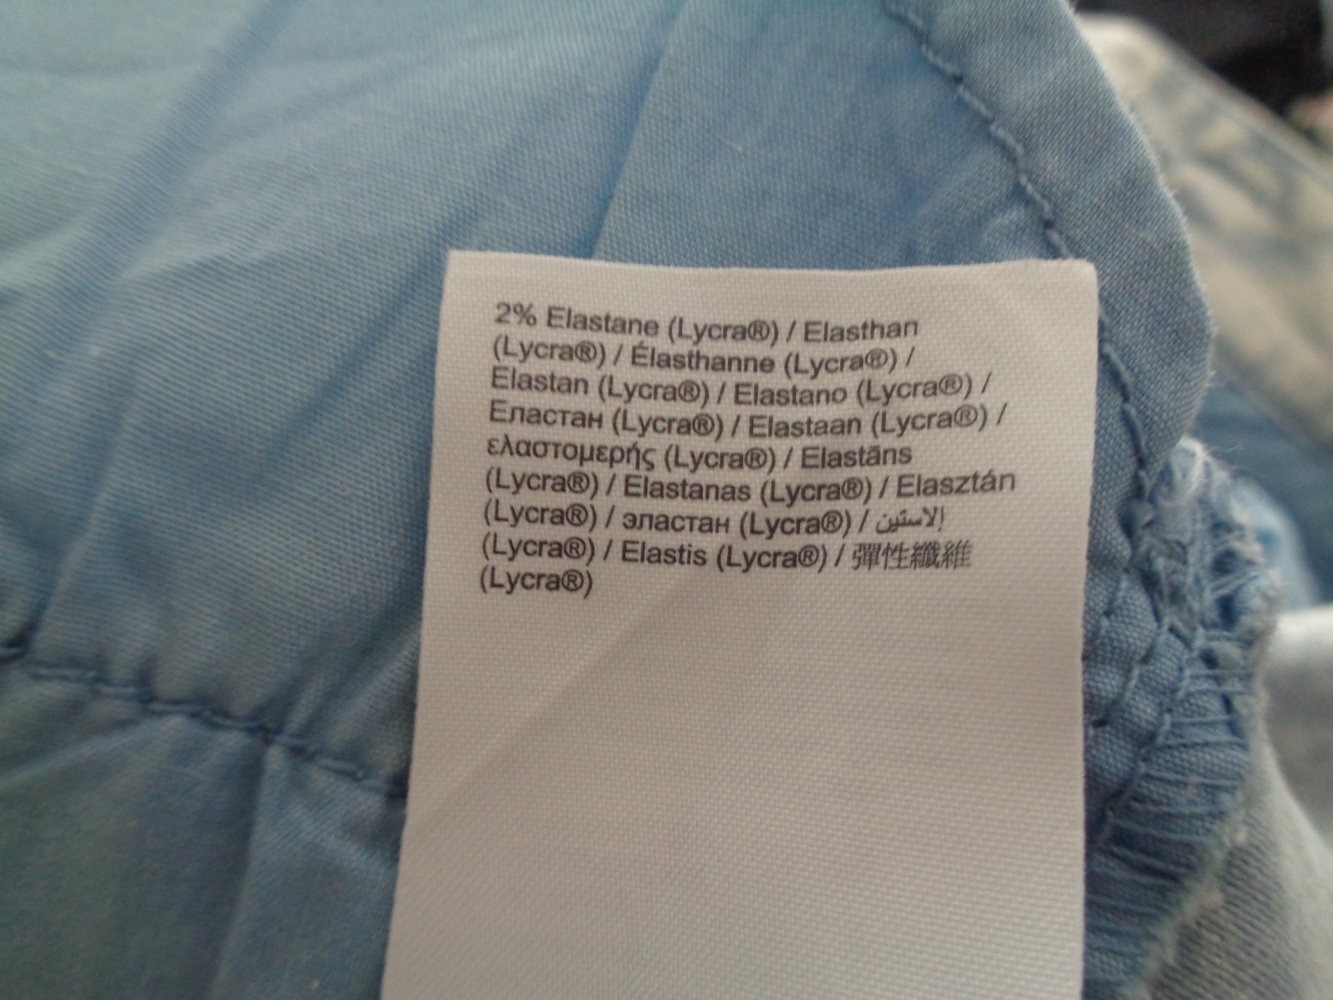 2% Elastane (Lycra®) / Elasthan
(Lycra®) / Élasthanne (Lycra®) /
Elastan (Lycra®) / Elastano (Lycra®) /
Еластан (Lycra®) / Elastaan (Lycra®) /
ελαστομερής (Lycra®) / Elastāns
(Lycra®) / Elastanas (Lycra®) / Elasztán
(Lycra®) / эластан (Lycra®) / إلاستين
(Lycra®) / Elastis (Lycra®) / 彈性纖維
(Lycra®)